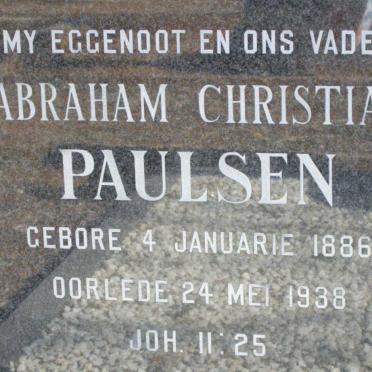 MY EGGENOOT EN ONS VADE
ABRAHAM CHRISTIA
PAULSEN
GEBORE 4 JANUARIE 1886
OORLEDE 24 MEI 1938
JOH. 11:25